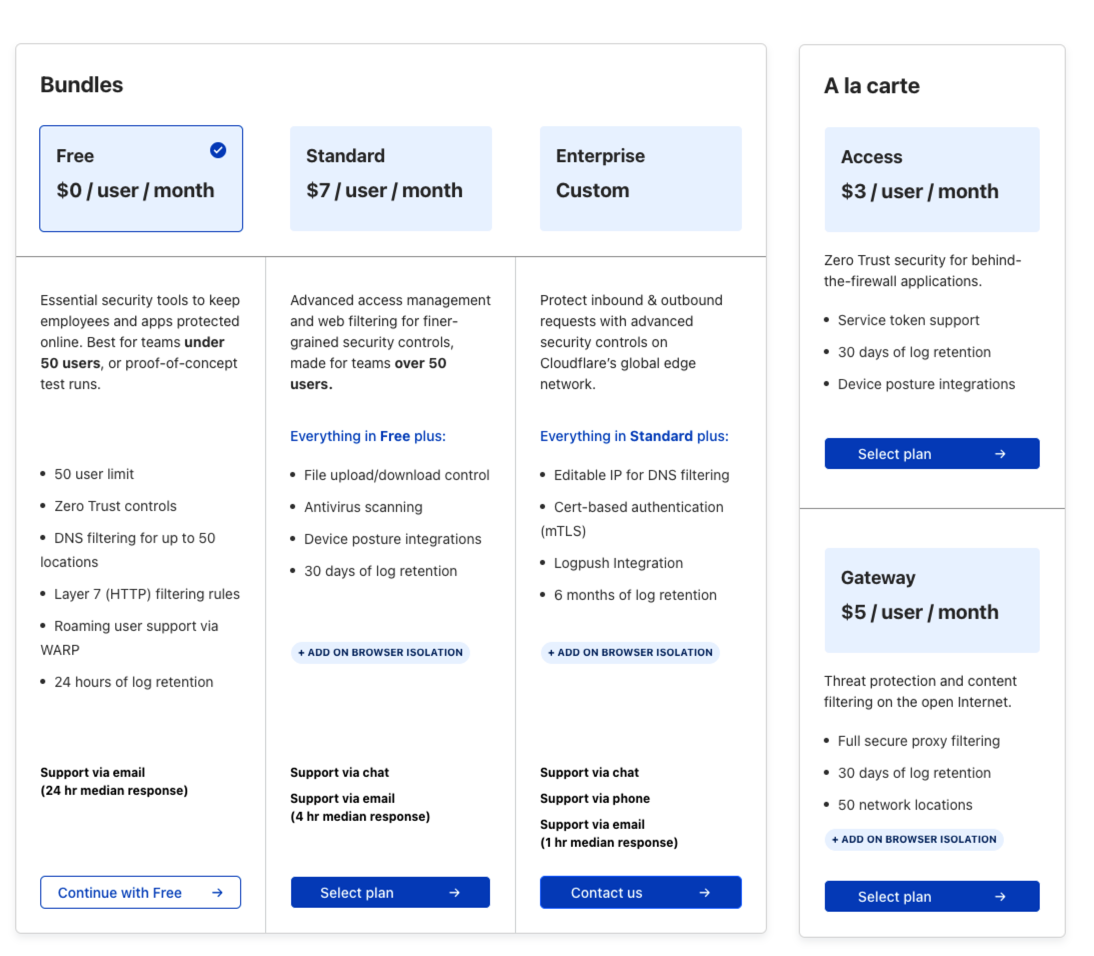 Bundles
Free
$0 / user / month
Essential security tools to keep
employees and apps protected
online. Best for teams under
50 users, or proof-of-concept
test runs.
• 50 user limit
• Zero Trust controls
• DNS filtering for up to 50
locations
• Layer 7 (HTTP) filtering rules
• Roaming user support via
WARP
• 24 hours of log retention
Support via email
(24 hr median response)
Continue with Free →
Standard
$7 / user / month
Advanced access management
and web filtering for finer-
grained security controls,
made for teams over 50
users.
Everything in Free plus:
• File upload/download control
• Antivirus scanning
• Device posture integrations
• 30 days of log retention
+ ADD ON BROWSER ISOLATION
Support via chat
Support via email
(4 hr median response)
Select plan →
Enterprise
Custom
Protect inbound & outbound
requests with advanced
security controls on
Cloudflare's global edge
network.
Everything in Standard plus:
• Editable IP for DNS filtering
• Cert-based authentication
(mTLS)
• Logpush Integration
• 6 months of log retention
+ ADD ON BROWSER ISOLATION
Support via chat
Support via phone
Support via email
(1 hr median response)
Contact us →
A la carte
Access
$3 / user / month
Zero Trust security for behind-
the-firewall applications.
• Service token support
• 30 days of log retention
• Device posture integrations
Select plan →
Gateway
$5 / user / month
Threat protection and content
filtering on the open Internet.
• Full secure proxy filtering
• 30 days of log retention
• 50 network locations
+ ADD ON BROWSER ISOLATION
Select plan →